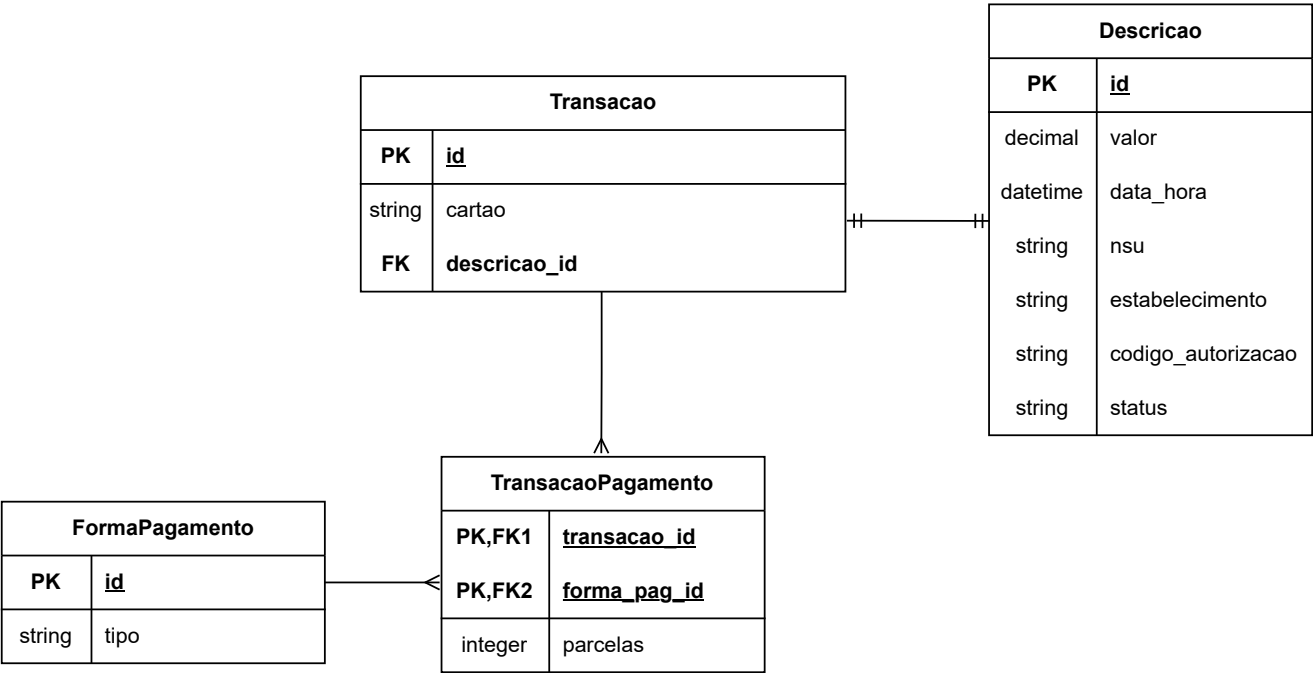 Descricao
PK id
decimal valor
datetime data_hora
string nsu
string estabelecimento
string codigo_autorizacao
string status
Transacao
PK id
string cartao
FK descricao_id
TransacaoPagamento
PK,FK1 transacao_id
PK,FK2 forma_pag_id
integer parcelas
FormaPagamento
PK id
string tipo